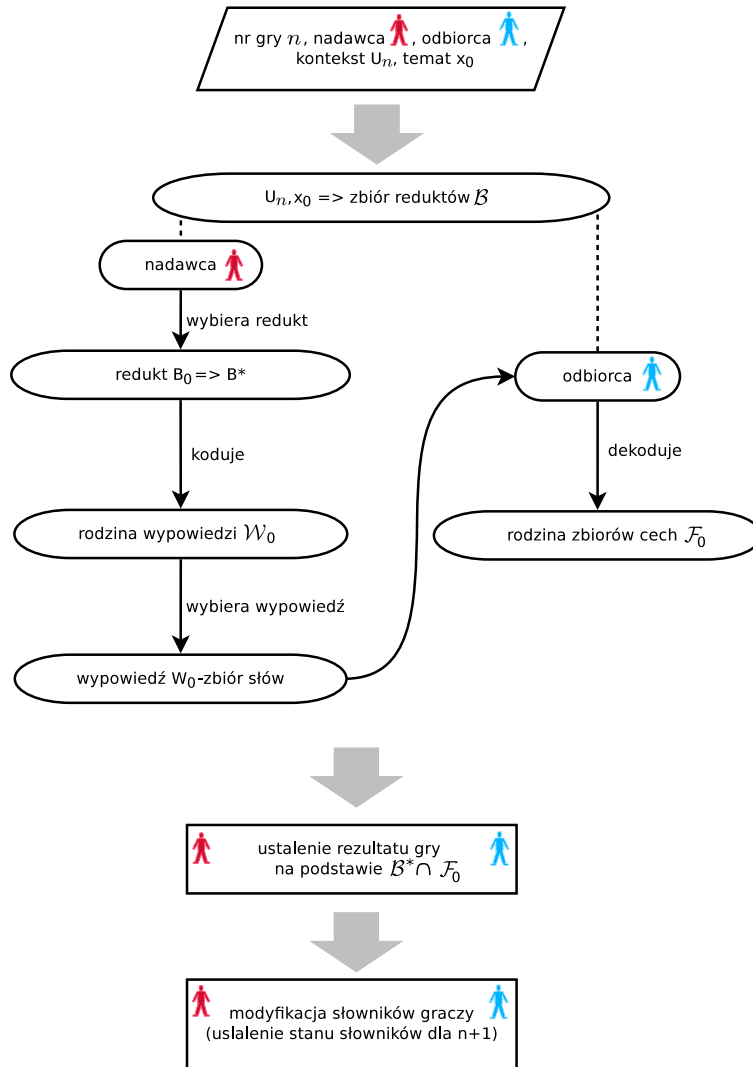 nr gry n, nadawca , odbiorca ,
kontekst Uₙ, temat x₀
Uₙ,x₀ => zbiór reduktów ℬ
nadawca
wybiera redukt
redukt B₀ => B*
odbiorca
koduje
dekoduje
rodzina wypowiedzi 𝒲₀
rodzina zbiorów cech ℱ₀
wybiera wypowiedź
wypowiedź W₀-zbiór słów
ustalenie rezultatu gry
na podstawie ℬ* ∩ ℱ₀
modyfikacja słowników graczy
(uslalenie stanu słowników dla n+1)